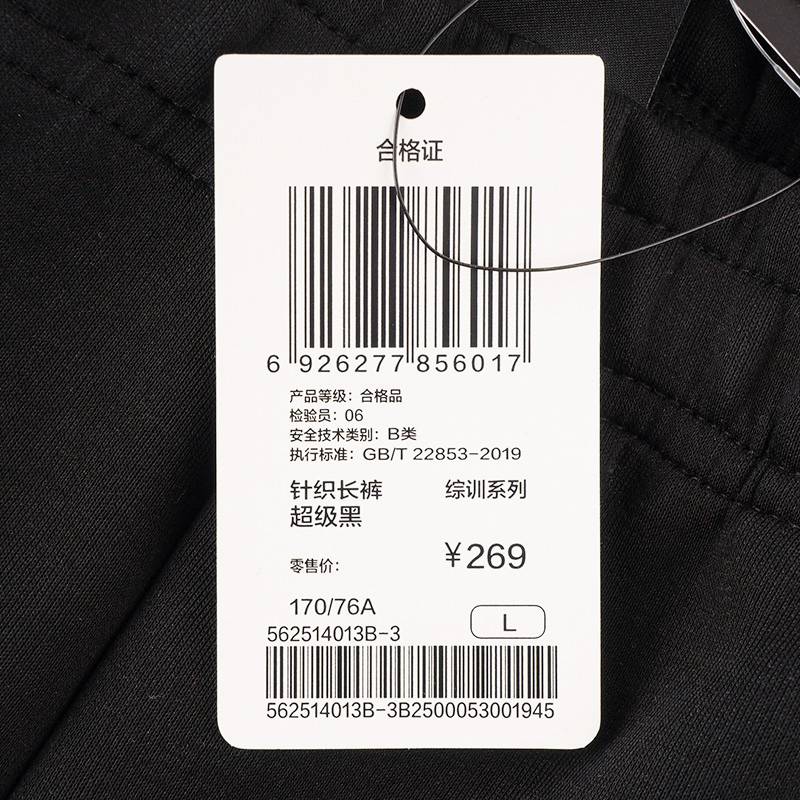 合格证
6 926277 856017
产品等级：合格品
检验员：06
安全技术类别：B类
执行标准：GB/T 22853-2019
针织长裤 综训系列
超级黑
零售价： ¥269
170/76A
562514013B-3 L
562514013B-3B2500053001945